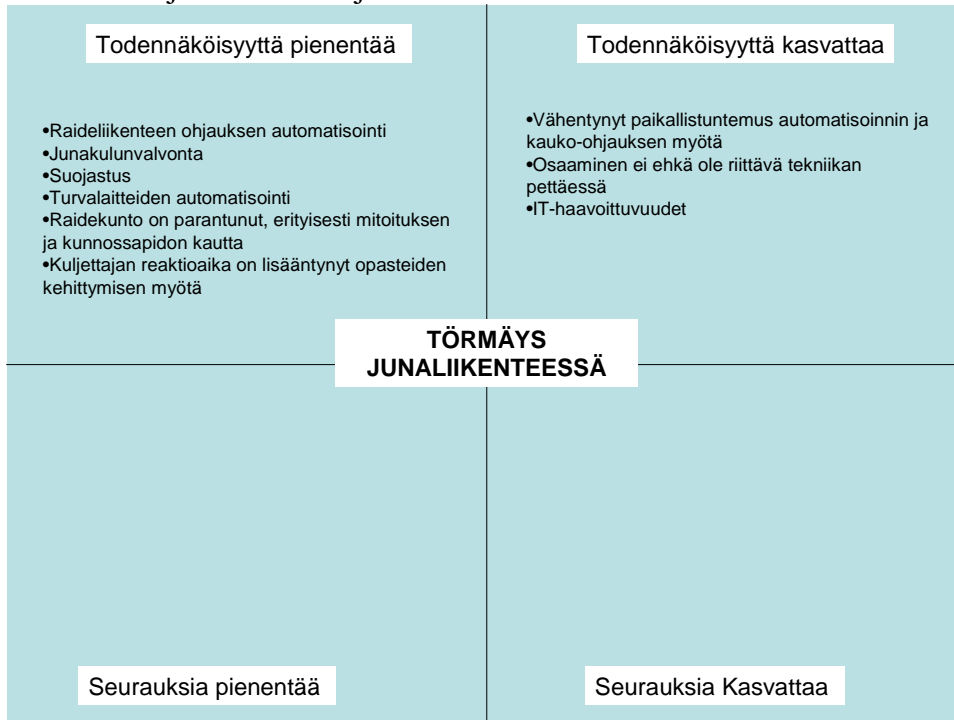 Todennäköisyyttä pienentää
Todennäköisyyttä kasvattaa
•Raideliikenteen ohjauksen automatisointi
•Junakulunvalvonta
•Suojastus
•Turvalaitteiden automatisointi
•Raidekunto on parantunut, erityisesti mitoituksen
ja kunnossapidon kautta
•Kuljettajan reaktioaika on lisääntynyt opasteiden
kehittymisen myötä
•Vähentynyt paikallistuntemus automatisoinnin ja
kauko-ohjauksen myötä
•Osaaminen ei ehkä ole riittävä tekniikan
pettäessä
•IT-haavoittuvuudet
TÖRMÄYS
JUNALIIKENTEESSÄ
Seurauksia pienentää
Seurauksia Kasvattaa